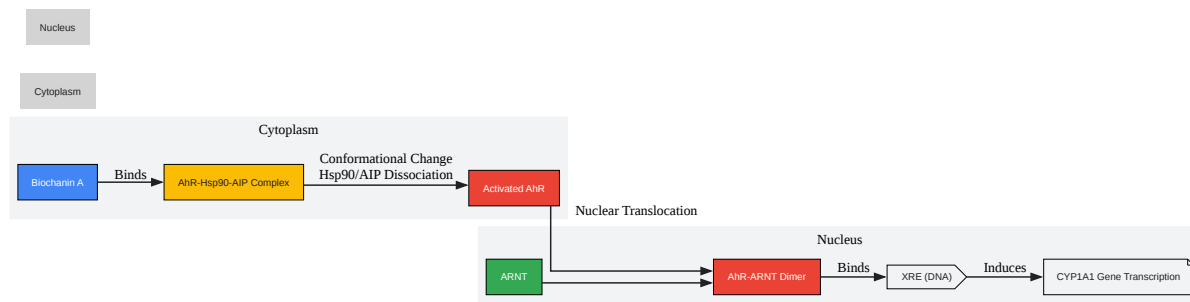 Nucleus
Cytoplasm
Cytoplasm
Biochanin A
Binds
AhR-Hsp90-AIP Complex
Conformational Change
Hsp90/AIP Dissociation
Activated AhR
Nuclear Translocation
Nucleus
ARNT
AhR-ARNT Dimer
Binds
XRE (DNA)
Induces
CYP1A1 Gene Transcription